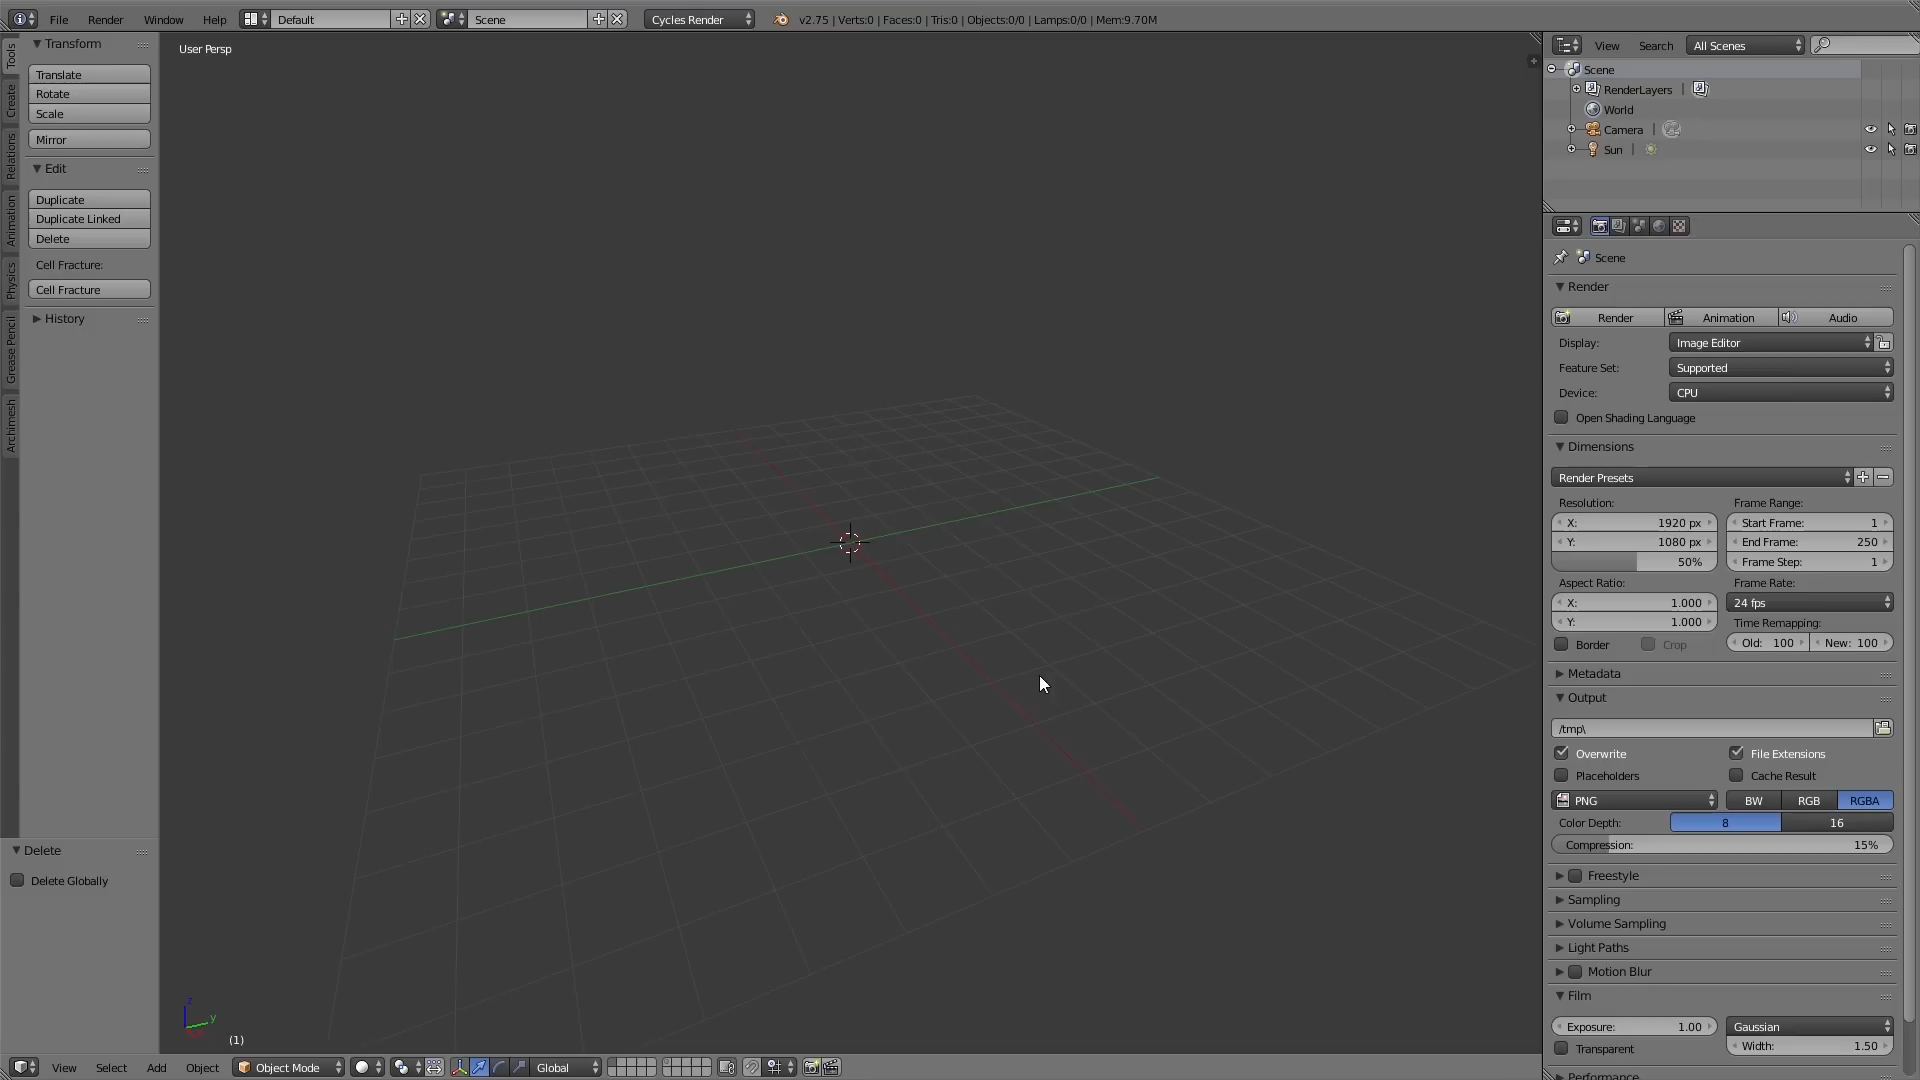 File Render Window Help Default Scene Cycles Render v2.75 | Verts:0 | Faces:0 | Tris:0 | Objects:0/0 | Lamps:0/0 | Mem:9.70M
Tools
Create
Relations
Animation
Physics
Grease Pencil
Archimesh
Transform
Translate
Rotate
Scale
Mirror
Edit
Duplicate
Duplicate Linked
Delete
Cell Fracture:
Cell Fracture
History
Delete
Delete Globally
User Persp
z
y
(1)
View Select Add Object Object Mode Global
View Search All Scenes
Scene
RenderLayers |
World
Camera |
Sun |
Scene
Render
Render Animation Audio
Display: Image Editor
Feature Set: Supported
Device: CPU
Open Shading Language
Dimensions
Render Presets
Resolution: Frame Range:
X: 1920 px Start Frame: 1
Y: 1080 px End Frame: 250
50% Frame Step: 1
Aspect Ratio: Frame Rate:
X: 1.000 24 fps
Y: 1.000 Time Remapping:
Border Crop Old: 100 New: 100
Metadata
Output
/tmp\
Overwrite File Extensions
Placeholders Cache Result
PNG BW RGB RGBA
Color Depth: 8 16
Compression: 15%
Freestyle
Sampling
Volume Sampling
Light Paths
Motion Blur
Film
Exposure: 1.00 Gaussian
Transparent Width: 1.50
Performance